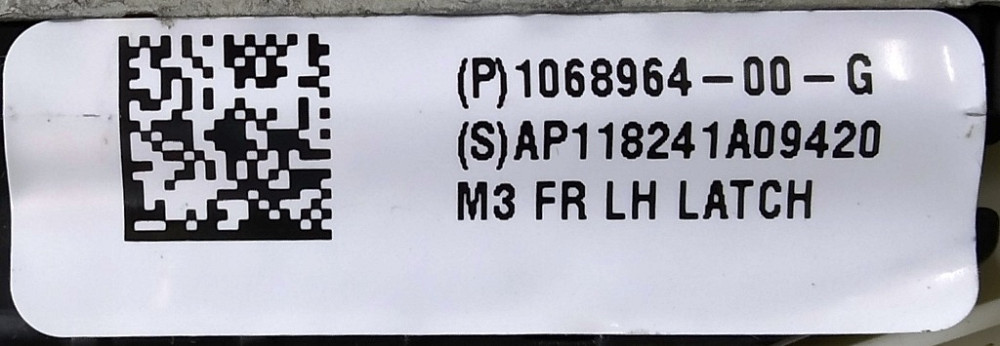 (P)1068964-00-G
(S)AP118241A09420
M3 FR LH LATCH